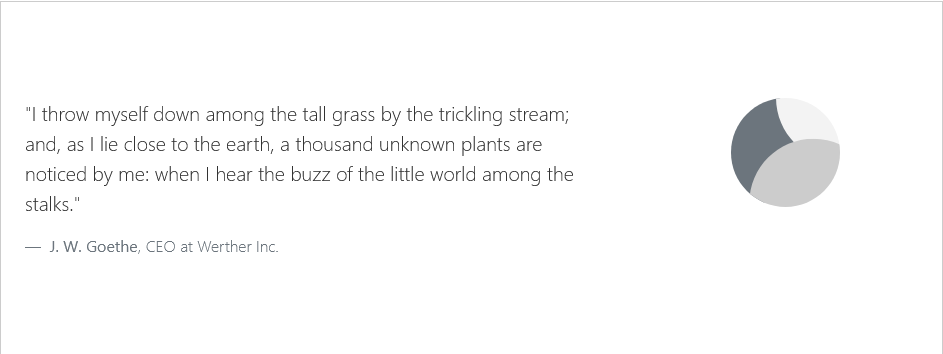 "I throw myself down among the tall grass by the trickling stream;
and, as I lie close to the earth, a thousand unknown plants are
noticed by me: when I hear the buzz of the little world among the
stalks."
— J. W. Goethe, CEO at Werther Inc.